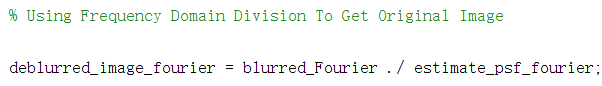 % Using Frequency Domain Division To Get Original Image
deblurred_image_fourier = blurred_Fourier ./ estimate_psf_fourier;